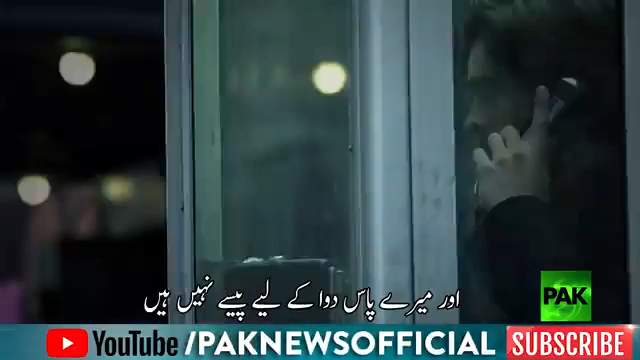 اور میرے پاس دوا کے لیے پیسے نہیں ہیں
PAK
YouTube /PAKNEWSOFFICIAL SUBSCRIBE